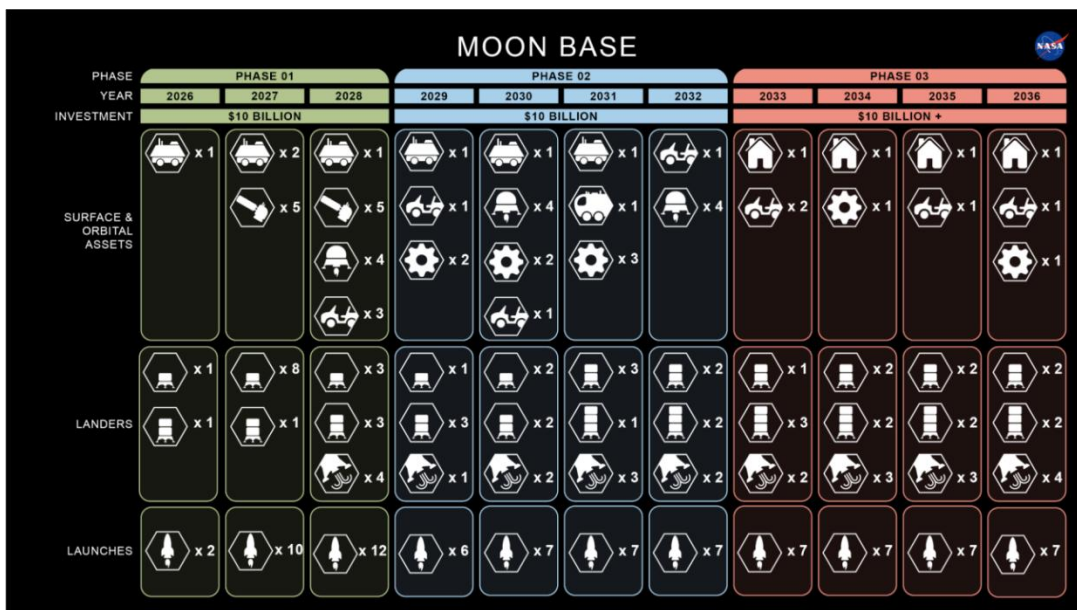 MOON BASE
NASA
PHASE PHASE 01 PHASE 02 PHASE 03
YEAR 2026 2027 2028 2029 2030 2031 2032 2033 2034 2035 2036
INVESTMENT $10 BILLION $10 BILLION $10 BILLION +
x 1 x 2 x 1 x 1 x 1 x 1 x 1 x 1 x 1 x 1 x 1
SURFACE &
ORBITAL
ASSETS
x 5 x 5 x 1 x 4 x 1 x 4 x 2 x 1 x 1 x 1
x 4 x 2 x 2 x 3 x 1
x 3 x 1
x 1 x 8 x 3 x 1 x 2 x 3 x 2 x 1 x 2 x 2 x 2
LANDERS x 1 x 1 x 3 x 3 x 2 x 1 x 2 x 3 x 2 x 2 x 2
x 4 x 1 x 2 x 3 x 2 x 2 x 3 x 3 x 4
LAUNCHES x 2 x 10 x 12 x 6 x 7 x 7 x 7 x 7 x 7 x 7 x 7